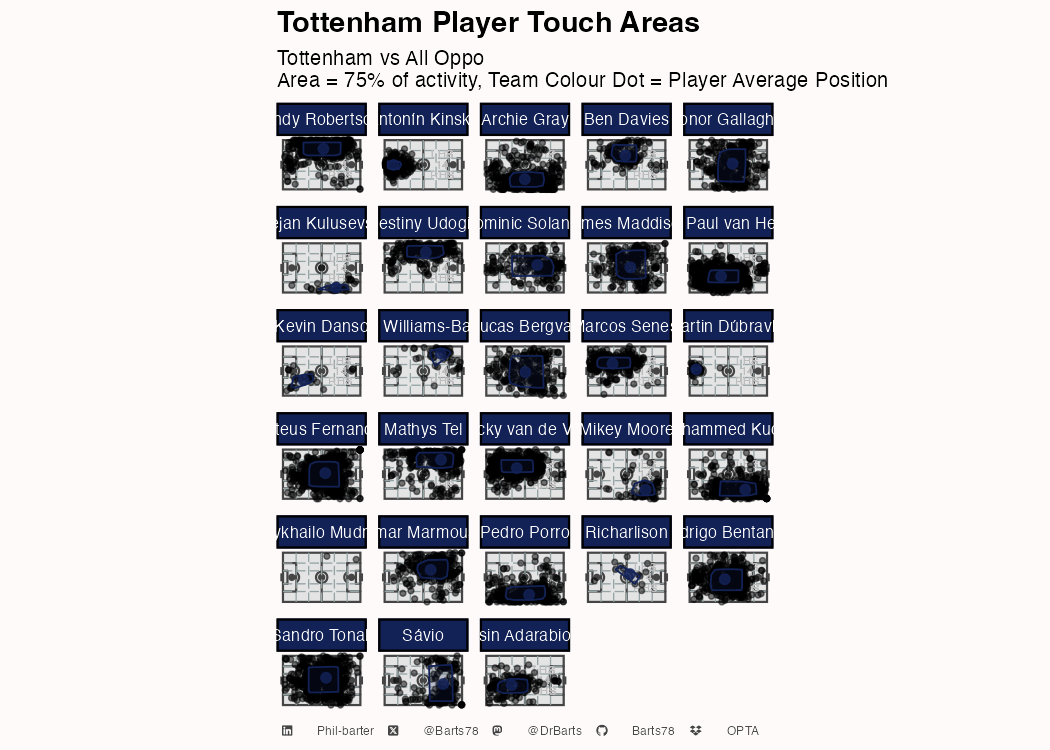 Tottenham Player Touch Areas
Tottenham vs All Oppo
Area = 75% of activity, Team Colour Dot = Player Average Position
ndy Robertso
ntonín Kinsk
Archie Gray
Ben Davies
onor Gallagh
ejan Kulusevs
estiny Udogi
ominic Solan
mes Maddis
Paul van He
Kevin Danso
Williams-Ba
ucas Bergva
Marcos Senes
artin Dúbravk
teus Fernand
Mathys Tel
cky van de V
Mikey Moore
hammed Kud
ykhailo Mudr
mar Marmou
Pedro Porro
Richarlison
drigo Bentan
Sandro Tonal
Sávio
sin Adarabio
Phil-barter
@Barts78
@DrBarts
Barts78
OPTA